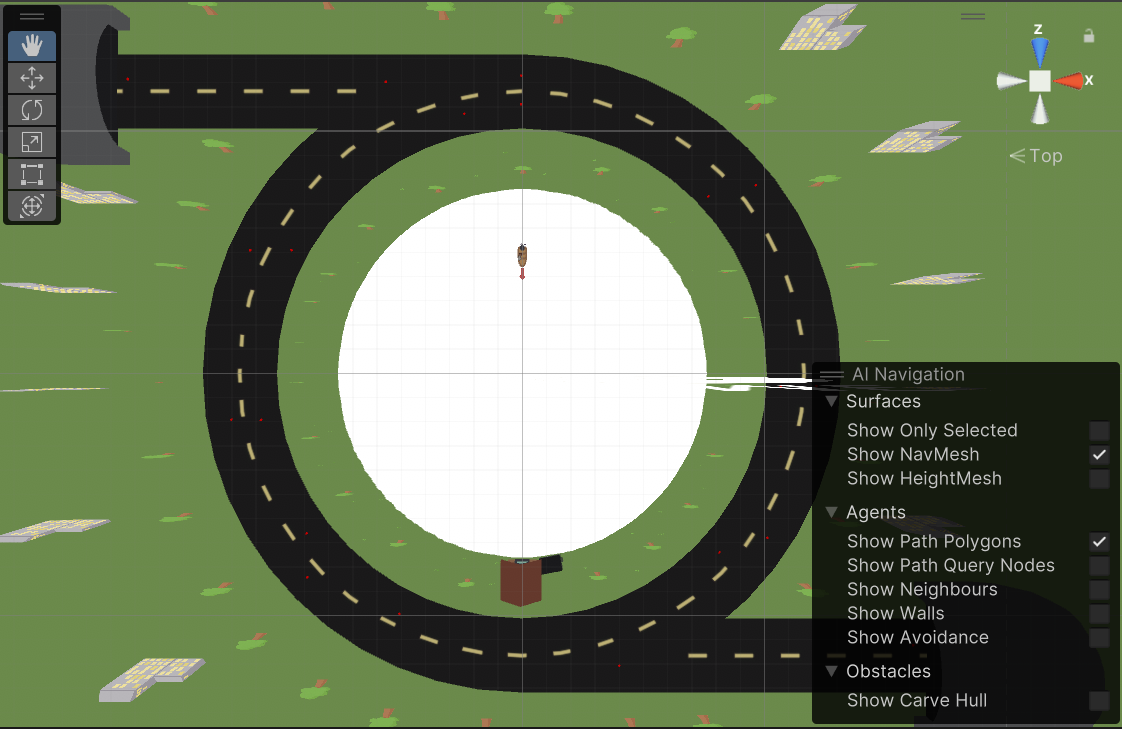 Z
X
Top
AI Navigation
Surfaces
Show Only Selected
Show NavMesh
Show HeightMesh
Agents
Show Path Polygons
Show Path Query Nodes
Show Neighbours
Show Walls
Show Avoidance
Obstacles
Show Carve Hull